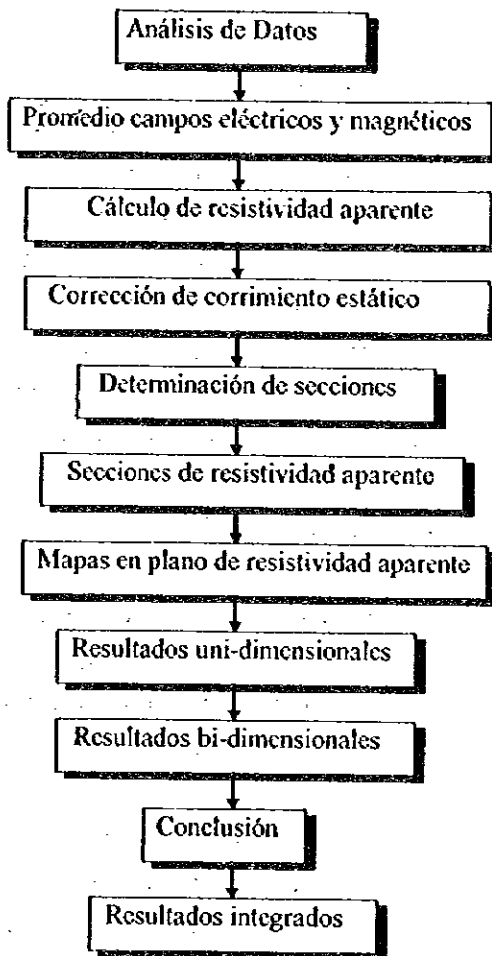 Análisis de Datos
Promedio campos eléctricos y magnéticos
Cálculo de resistividad aparente
Corrección de corrimiento estático
Determinación de secciones
Secciones de resistividad aparente
Mapas en plano de resistividad aparente
Resultados uni-dimensionales
Resultados bi-dimensionales
Conclusión
Resultados integrados